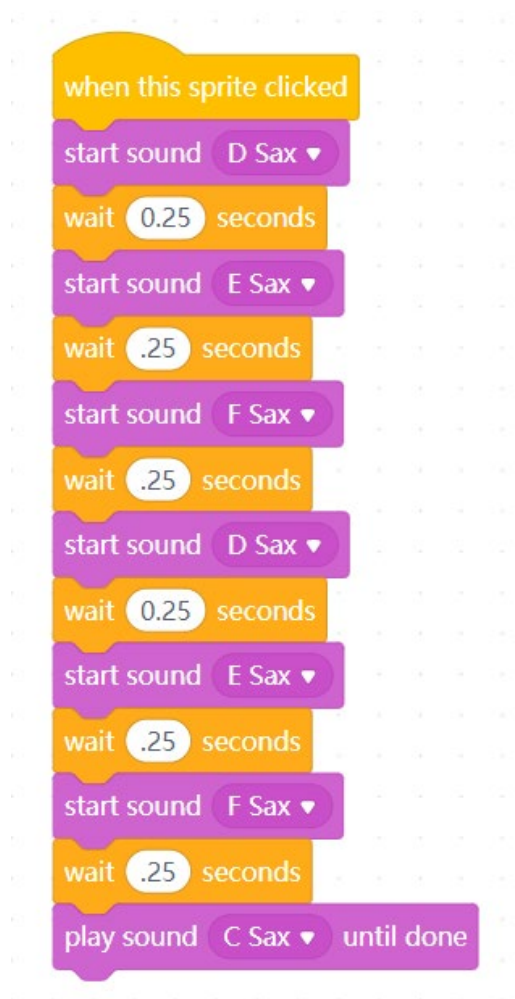 when this sprite clicked
start sound D Sax
wait 0.25 seconds
start sound E Sax
wait .25 seconds
start sound F Sax
wait .25 seconds
start sound D Sax
wait 0.25 seconds
start sound E Sax
wait .25 seconds
start sound F Sax
wait .25 seconds
play sound C Sax until done